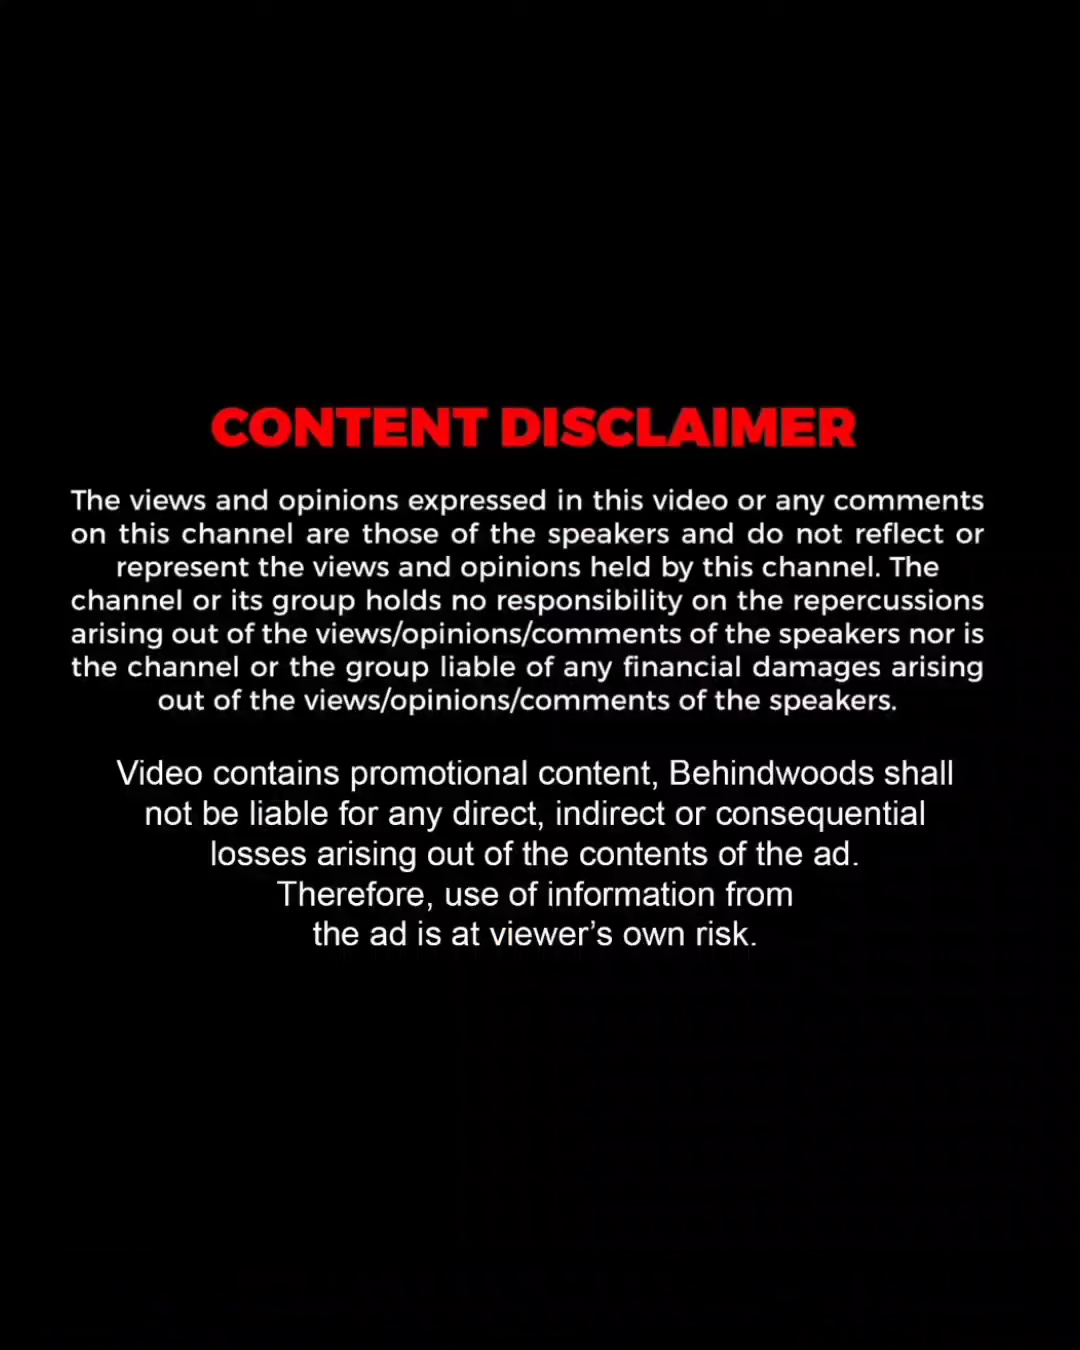 CONTENT DISCLAIMER
The views and opinions expressed in this video or any comments
on this channel are those of the speakers and do not reflect or
represent the views and opinions held by this channel. The
channel or its group holds no responsibility on the repercussions
arising out of the views/opinions/comments of the speakers nor is
the channel or the group liable of any financial damages arising
out of the views/opinions/comments of the speakers.
Video contains promotional content, Behindwoods shall
not be liable for any direct, indirect or consequential
losses arising out of the contents of the ad.
Therefore, use of information from
the ad is at viewer’s own risk.